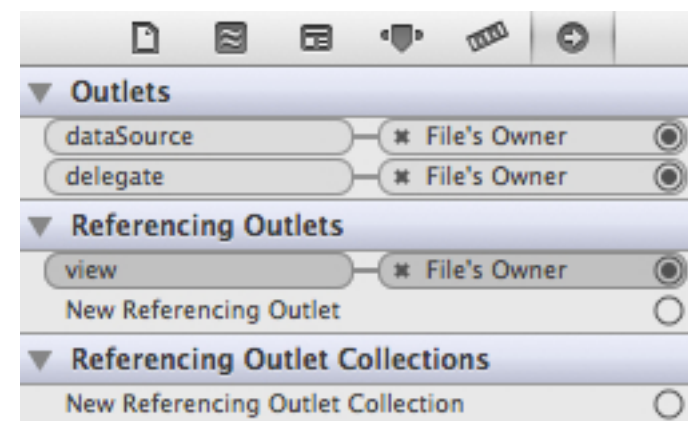 Outlets
dataSource File's Owner
delegate File's Owner
Referencing Outlets
view File's Owner
New Referencing Outlet
Referencing Outlet Collections
New Referencing Outlet Collection